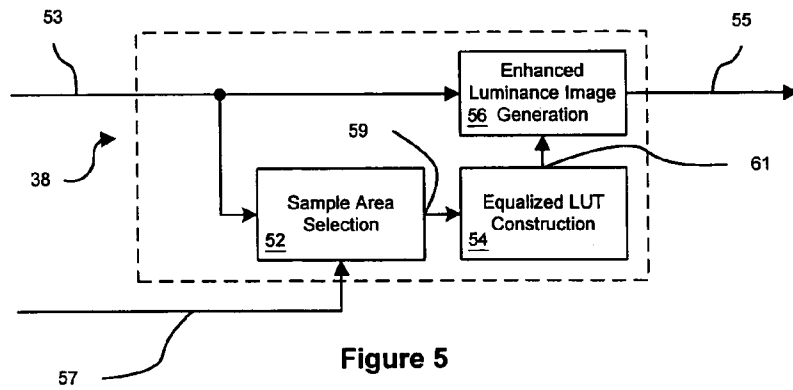 53
55
Enhanced
Luminance Image
56 Generation
59
38
61
Sample Area
Selection
52
Equalized LUT
Construction
54
57
Figure 5